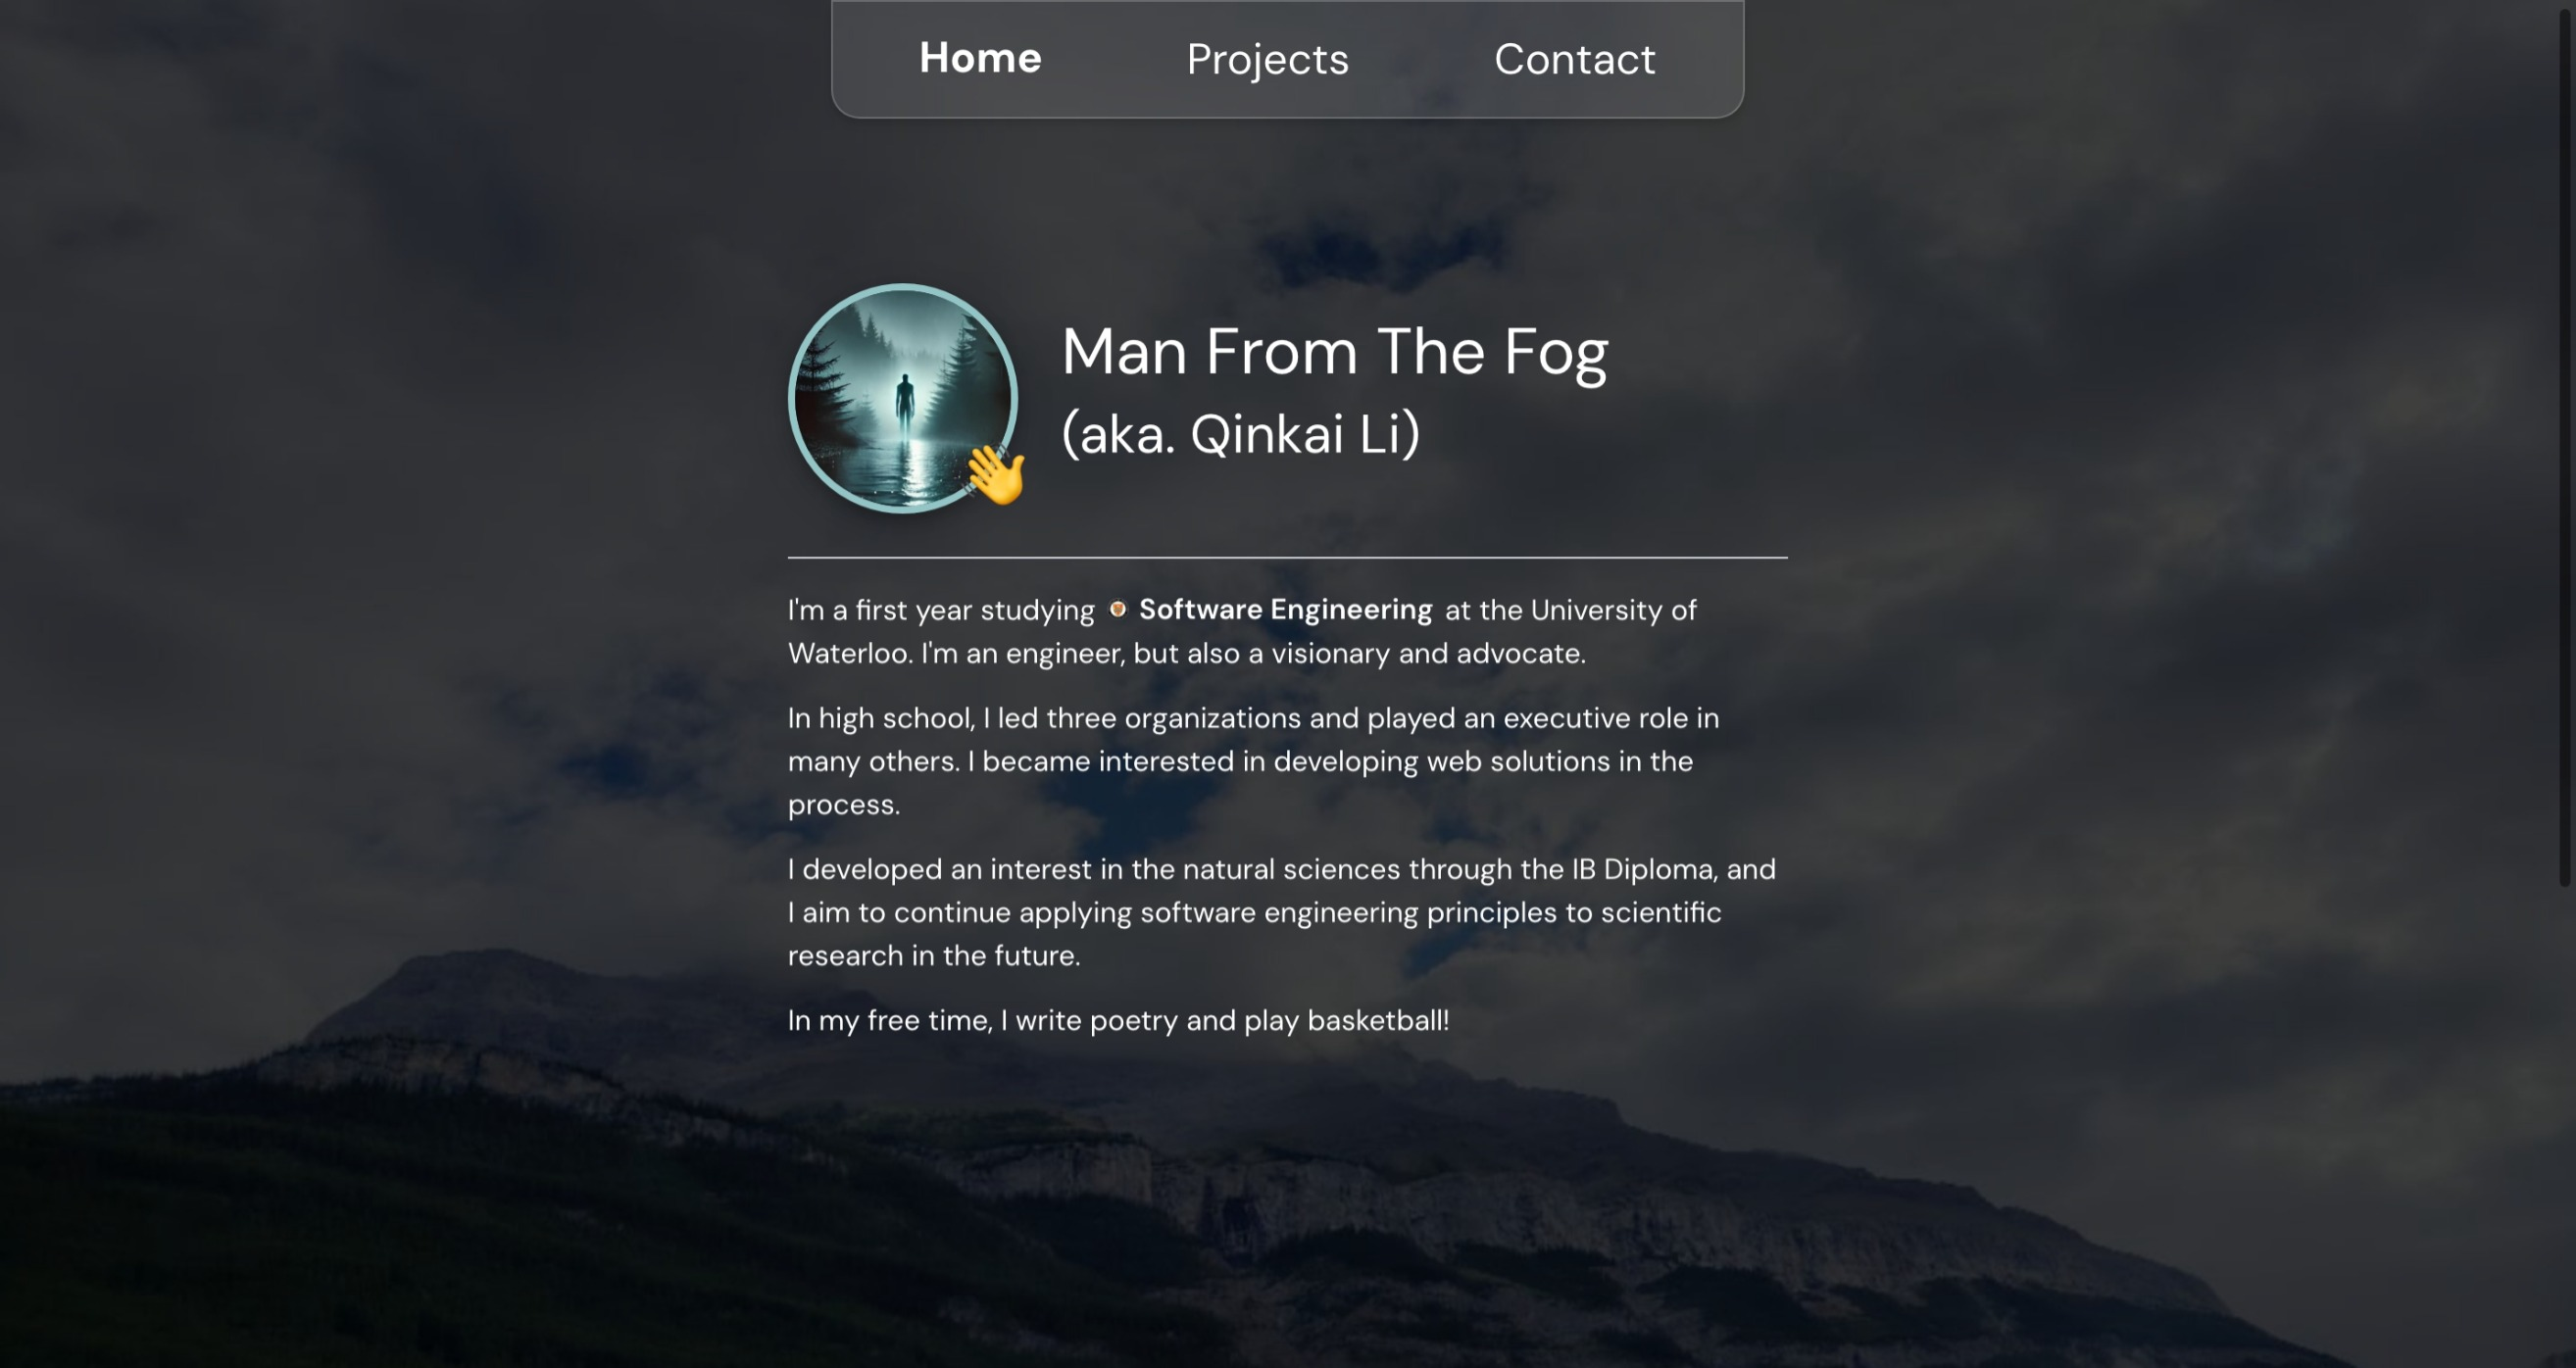 Home Projects Contact
Man From The Fog
(aka. Qinkai Li)
I'm a first year studying Software Engineering at the University of
Waterloo. I'm an engineer, but also a visionary and advocate.
In high school, I led three organizations and played an executive role in
many others. I became interested in developing web solutions in the
process.
I developed an interest in the natural sciences through the IB Diploma, and
I aim to continue applying software engineering principles to scientific
research in the future.
In my free time, I write poetry and play basketball!